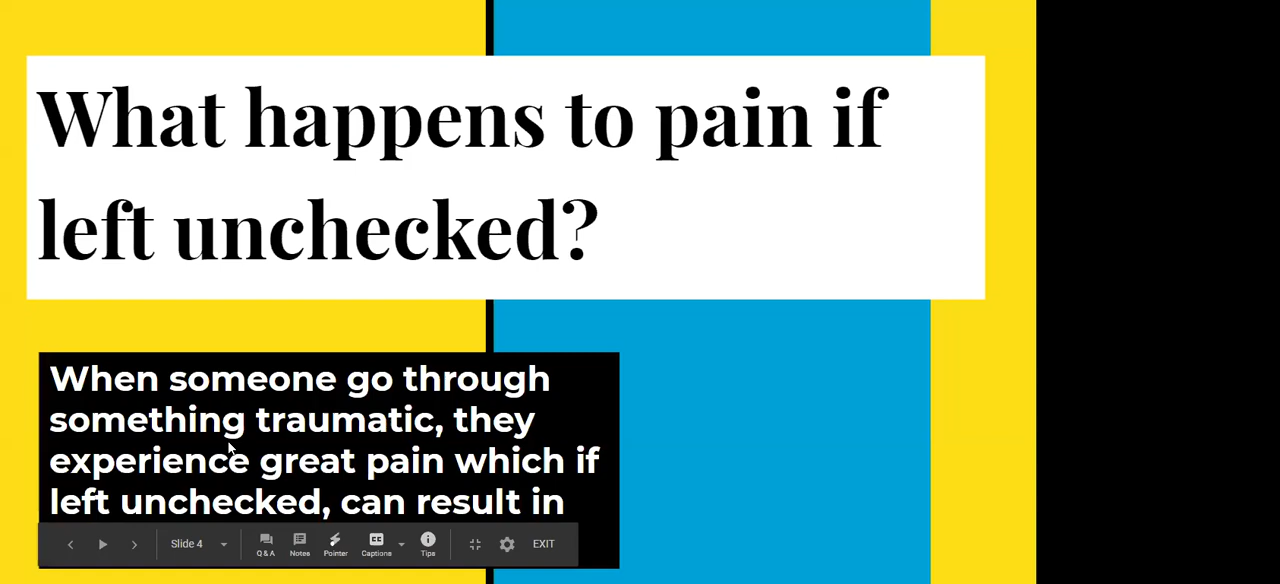 What happens to pain if
left unchecked?
When someone go through
something traumatic, they
experience great pain which if
left unchecked, can result in
Slide 4
Q & A
Notes
Pointer
CC
Captions
Tips
EXIT